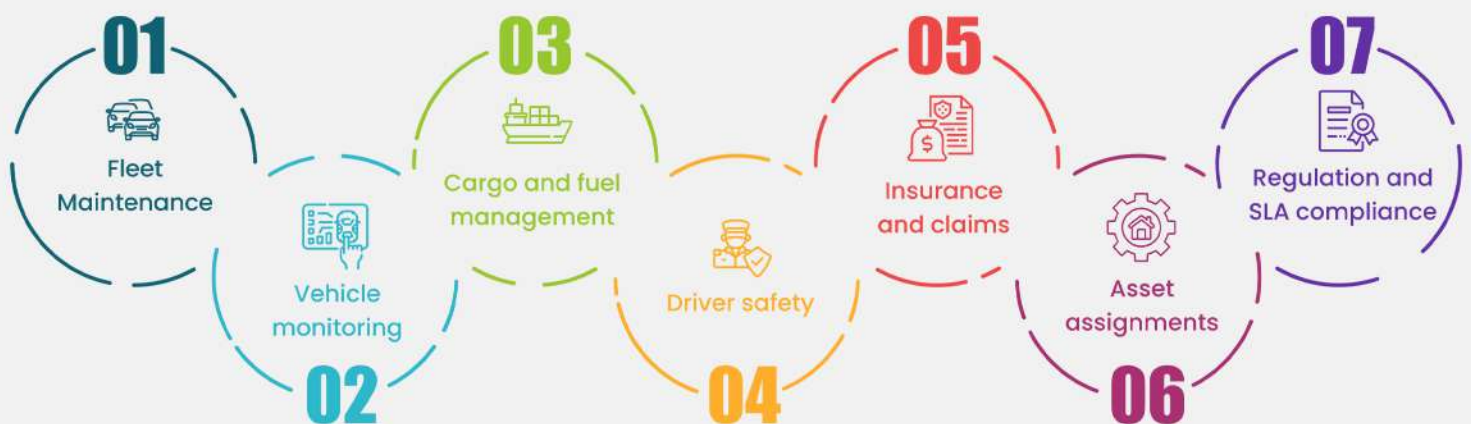 01
Fleet
Maintenance
02
Vehicle
monitoring
03
Cargo and fuel
management
04
Driver safety
05
Insurance
and claims
06
Asset
assignments
07
Regulation and
SLA compliance